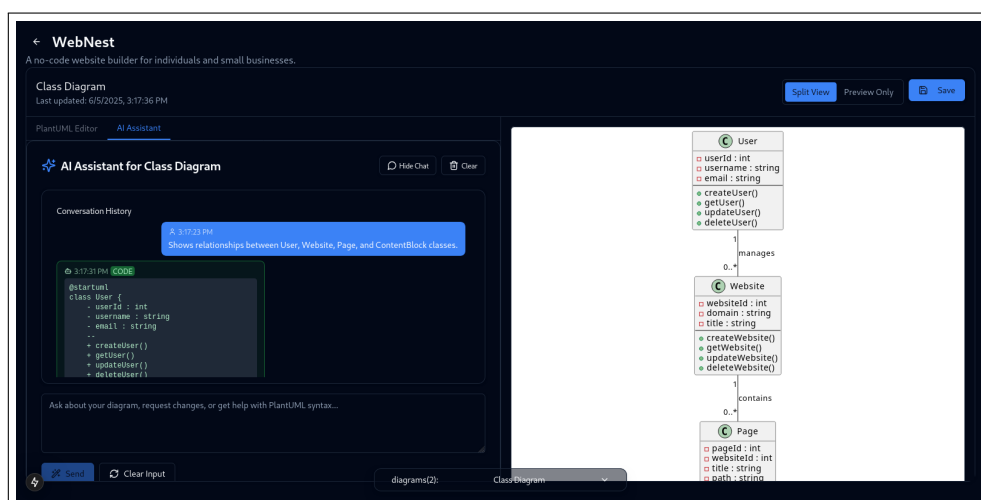 WebNest
A no-code website builder for individuals and small businesses.
Class Diagram
Last updated: 6/5/2025, 3:17:36 PM
Split View
Preview Only
Save
PlantUML Editor
AI Assistant
AI Assistant for Class Diagram
Hide Chat
Clear
Conversation History
3:17:23 PM
Shows relationships between User, Website, Page, and ContentBlock classes.
3:17:31 PM CODE
@startuml
class User {
- userId : int
- username : string
- email : string
--
+ createUser()
+ getUser()
+ updateUser()
+ deleteUser()
Ask about your diagram, request changes, or get help with PlantUML syntax...
Send
Clear Input
diagrams(2):
Class Diagram
C User
userId : int
username : string
email : string
createUser()
getUser()
updateUser()
deleteUser()
1
manages
0..*
C Website
websiteId : int
domain : string
title : string
createWebsite()
getWebsite()
updateWebsite()
deleteWebsite()
1
contains
0..*
C Page
pageId : int
websiteId : int
title : string
path : string